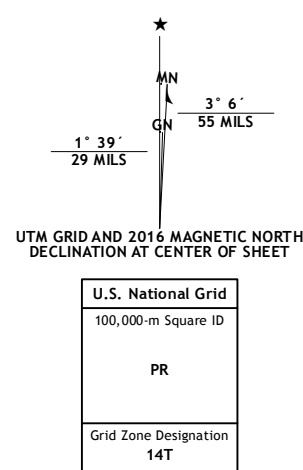 ★
MN
3° 6´
55 MILS
GN
1° 39´
29 MILS
UTM GRID AND 2016 MAGNETIC NORTH
DECLINATION AT CENTER OF SHEET
U.S. National Grid
100,000-m Square ID
PR
Grid Zone Designation
14T